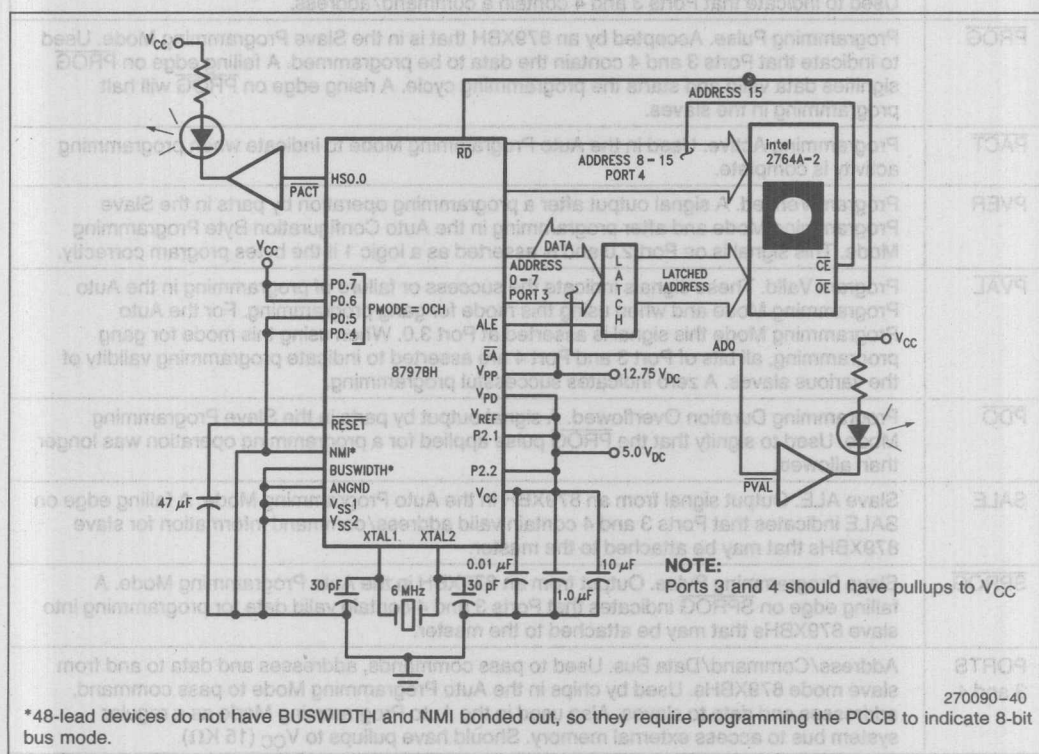 VCC
ADDRESS 15
RD
Intel
2764A-2
ADDRESS 8 - 15
PORT 4
PACT
HSO.0
DATA
ADDRESS
0 - 7
PORT 3
L
A
C
LATCHED
ADDRESS
CE
OE
VCC
P0.7
P0.6
P0.5
P0.4
PMODE=0CH
ALE
AD0
VCC
8797BH
EA
VPP
12.75 VDC
VPD
VREF
P2.1
5.0 VDC
P2.2
VCC
RESET
NMI*
BUSWIDTH*
ANGND
VSS1
VSS2
47 µF
PVAL
XTAL1
XTAL2
30 pF
6 MHz
30 pF
0.01 µF
1.0 µF
10 µF
NOTE:
Ports 3 and 4 should have pullups to VCC
270090-40
*48-lead devices do not have BUSWIDTH and NMI bonded out, so they require programming the PCCB to indicate 8-bit
bus mode.